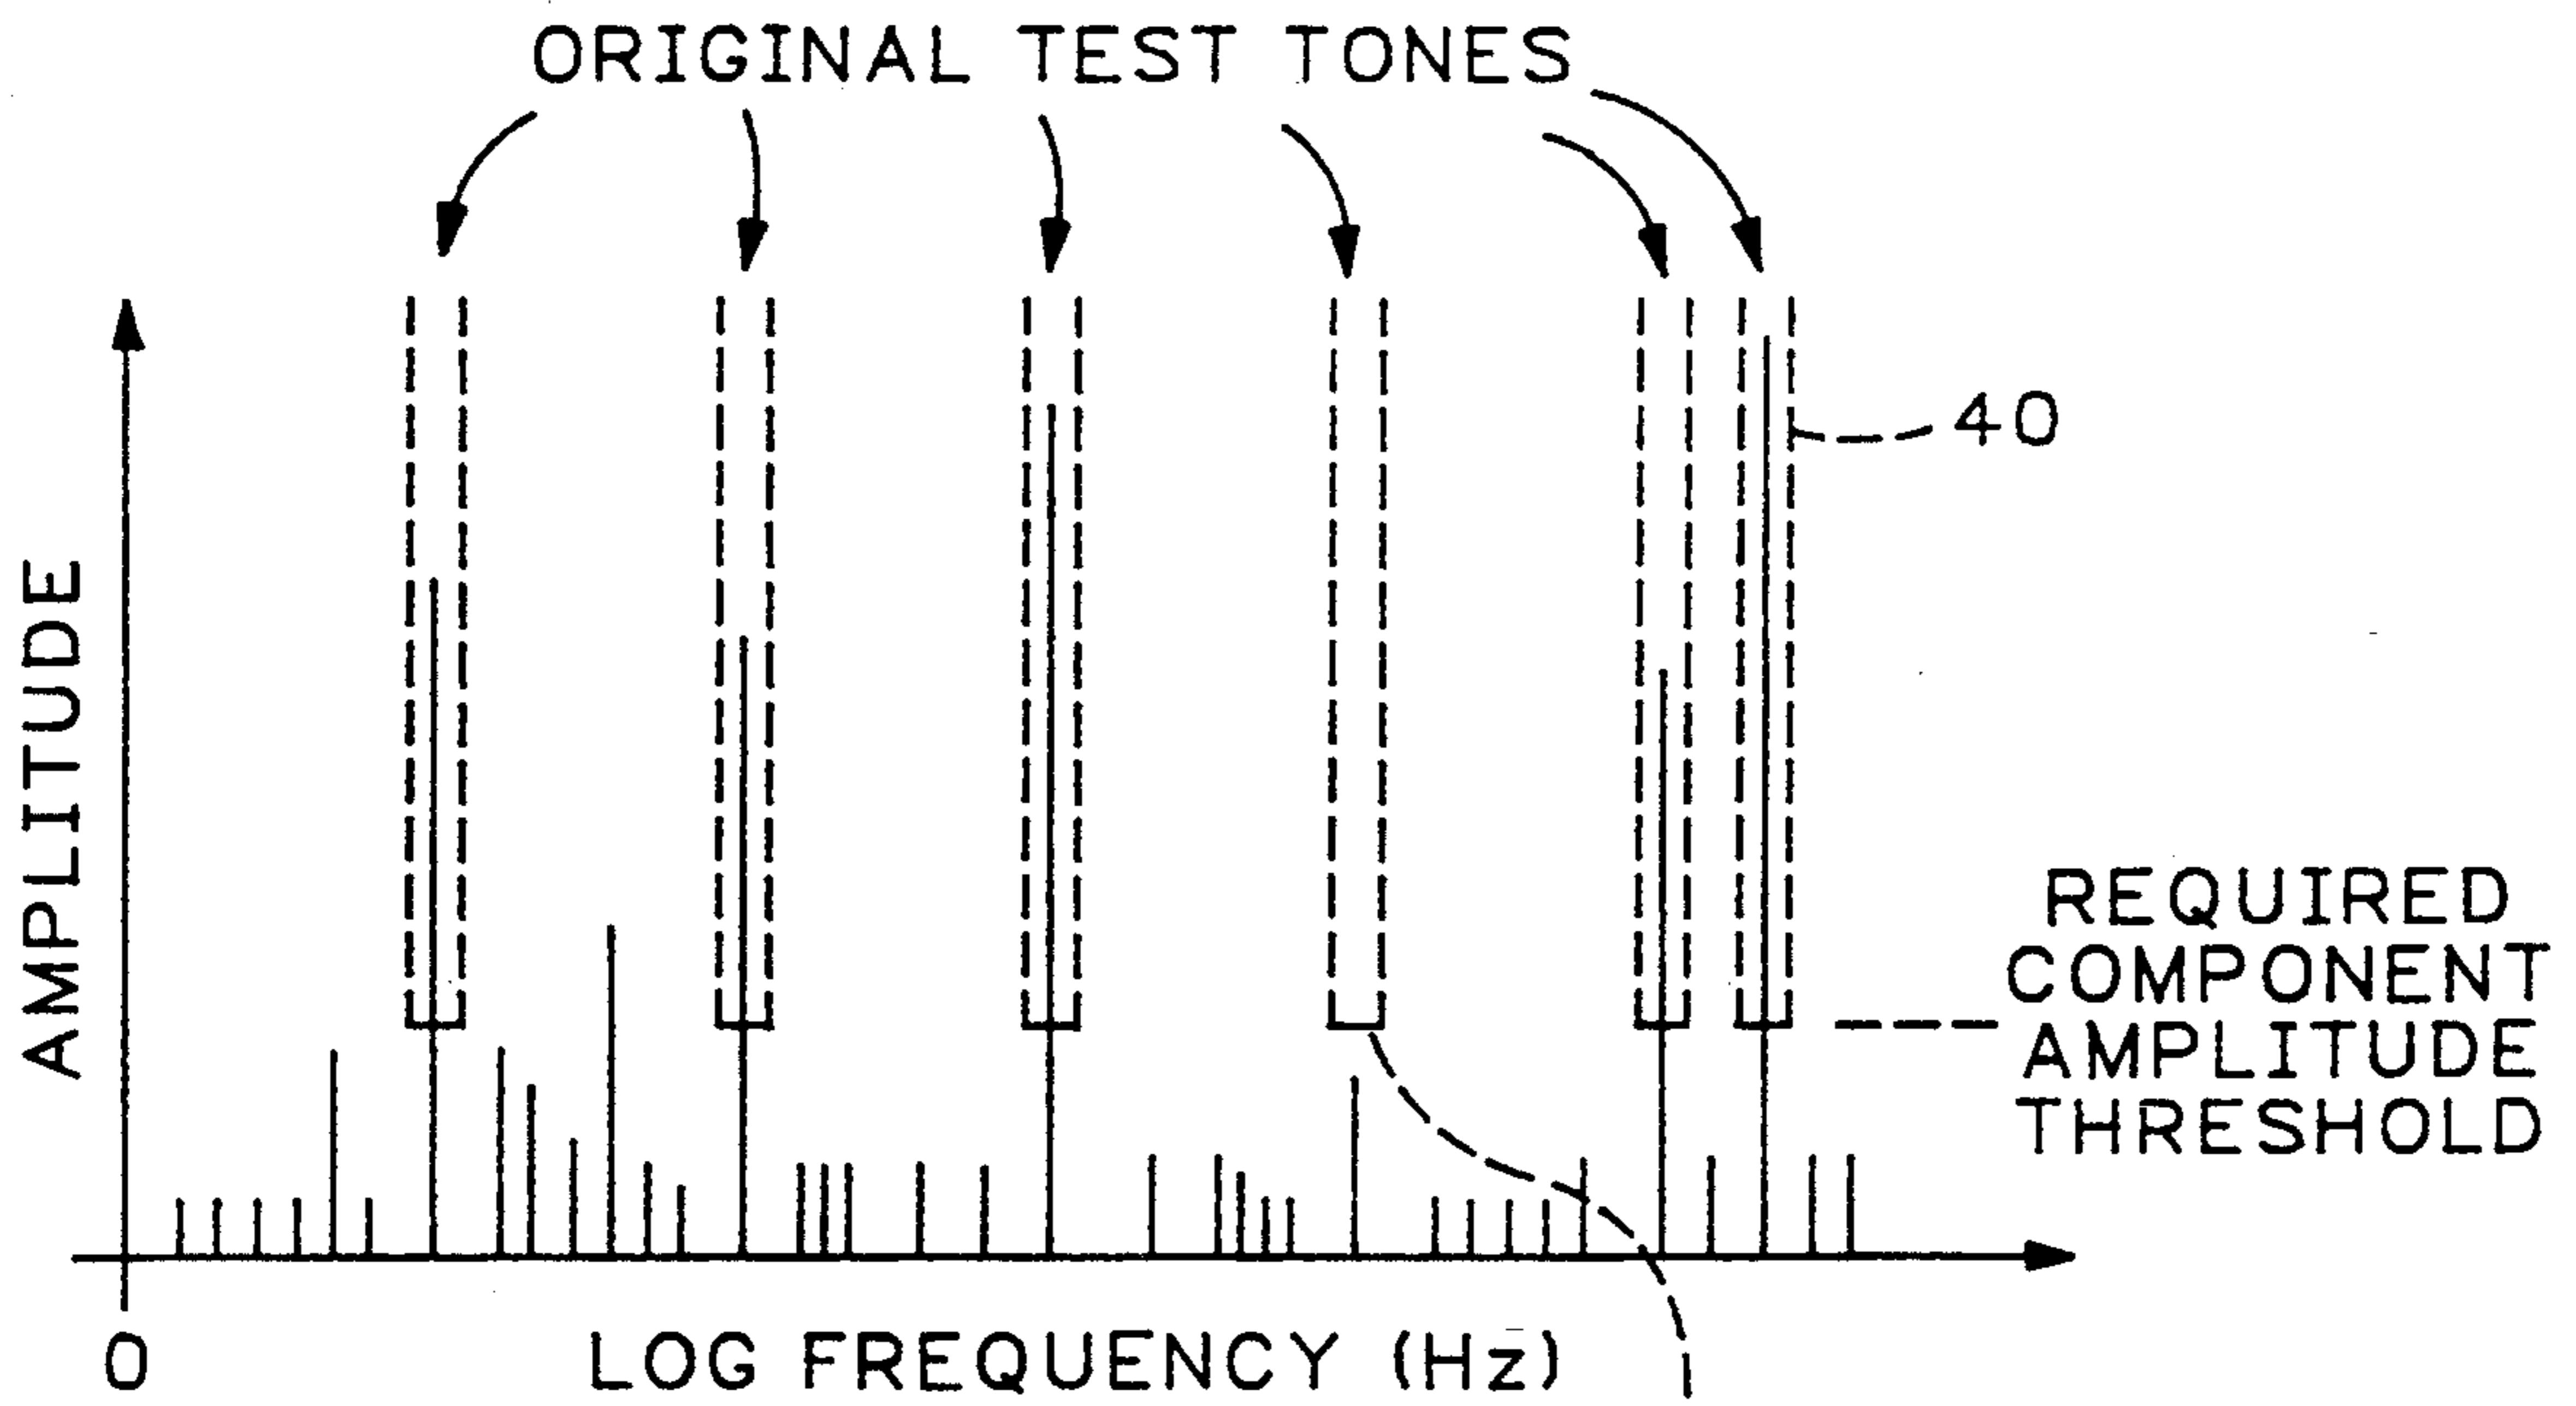 ORIGINAL TEST TONES
40
AMPLITUDE
REQUIRED
COMPONENT
AMPLITUDE
THRESHOLD
0
LOG FREQUENCY (Hz)